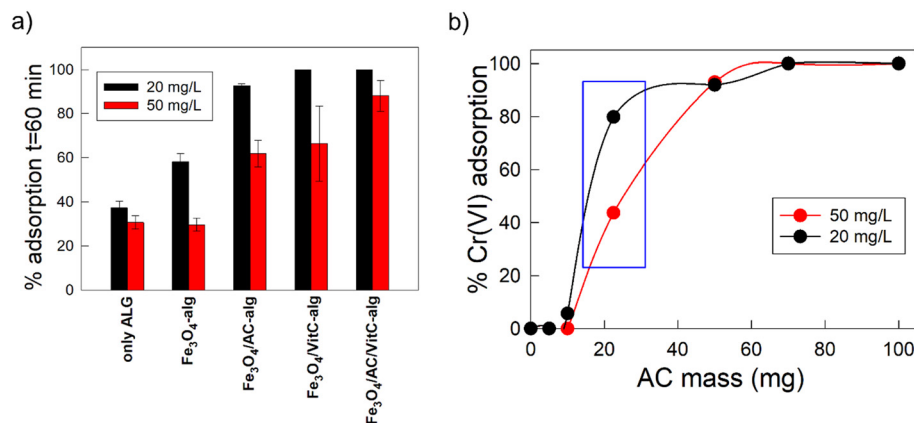 a)
% adsorption t=60 min
100
80
60
40
20
0
20 mg/L
50 mg/L
only ALG
Fe₃O₄-alg
Fe₃O₄/AC-alg
Fe₃O₄/VitC-alg
Fe₃O₄/AC/VitC-alg
b)
% Cr(VI) adsorption
100
80
60
40
20
0
50 mg/L
20 mg/L
0 20 40 60 80 100
AC mass (mg)